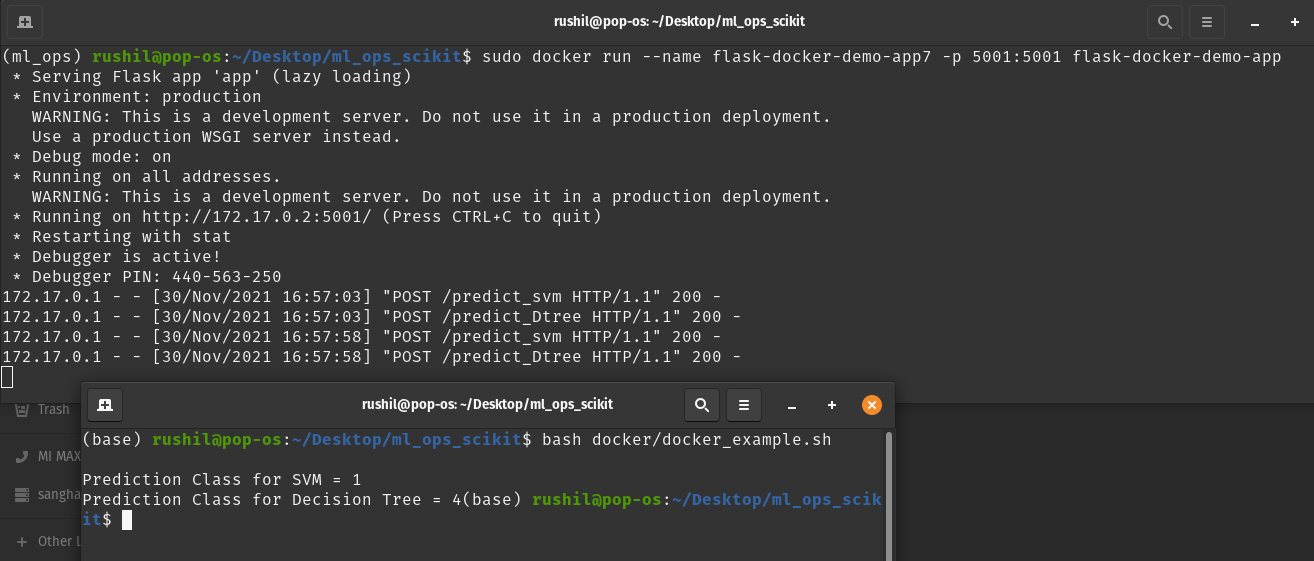 rushil@pop-os: ~/Desktop/ml_ops_scikit
(ml_ops) rushil@pop-os:~/Desktop/ml_ops_scikit$ sudo docker run --name flask-docker-demo-app7 -p 5001:5001 flask-docker-demo-app
* Serving Flask app 'app' (lazy loading)
* Environment: production
WARNING: This is a development server. Do not use it in a production deployment.
Use a production WSGI server instead.
* Debug mode: on
* Running on all addresses.
WARNING: This is a development server. Do not use it in a production deployment.
* Running on http://172.17.0.2:5001/ (Press CTRL+C to quit)
* Restarting with stat
* Debugger is active!
* Debugger PIN: 440-563-250
172.17.0.1 - - [30/Nov/2021 16:57:03] "POST /predict_svm HTTP/1.1" 200 -
172.17.0.1 - - [30/Nov/2021 16:57:03] "POST /predict_Dtree HTTP/1.1" 200 -
172.17.0.1 - - [30/Nov/2021 16:57:58] "POST /predict_svm HTTP/1.1" 200 -
172.17.0.1 - - [30/Nov/2021 16:57:58] "POST /predict_Dtree HTTP/1.1" 200 -
Trash
MI MAX
sangha
Other L
rushil@pop-os: ~/Desktop/ml_ops_scikit
(base) rushil@pop-os:~/Desktop/ml_ops_scikit$ bash docker/docker_example.sh
Prediction Class for SVM = 1
Prediction Class for Decision Tree = 4(base) rushil@pop-os:~/Desktop/ml_ops_scik
it$